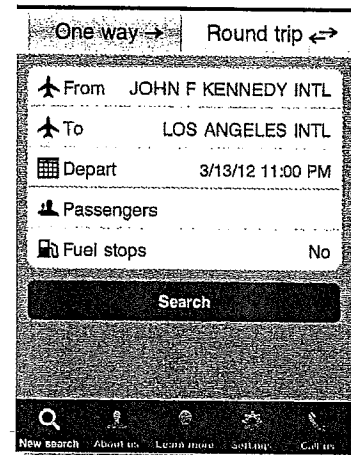 One way → Round trip ↔
From JOHN F KENNEDY INTL
To LOS ANGELES INTL
Depart 3/13/12 11:00 PM
Passengers
Fuel stops No
Search
New search About us Learn more Settings Call us